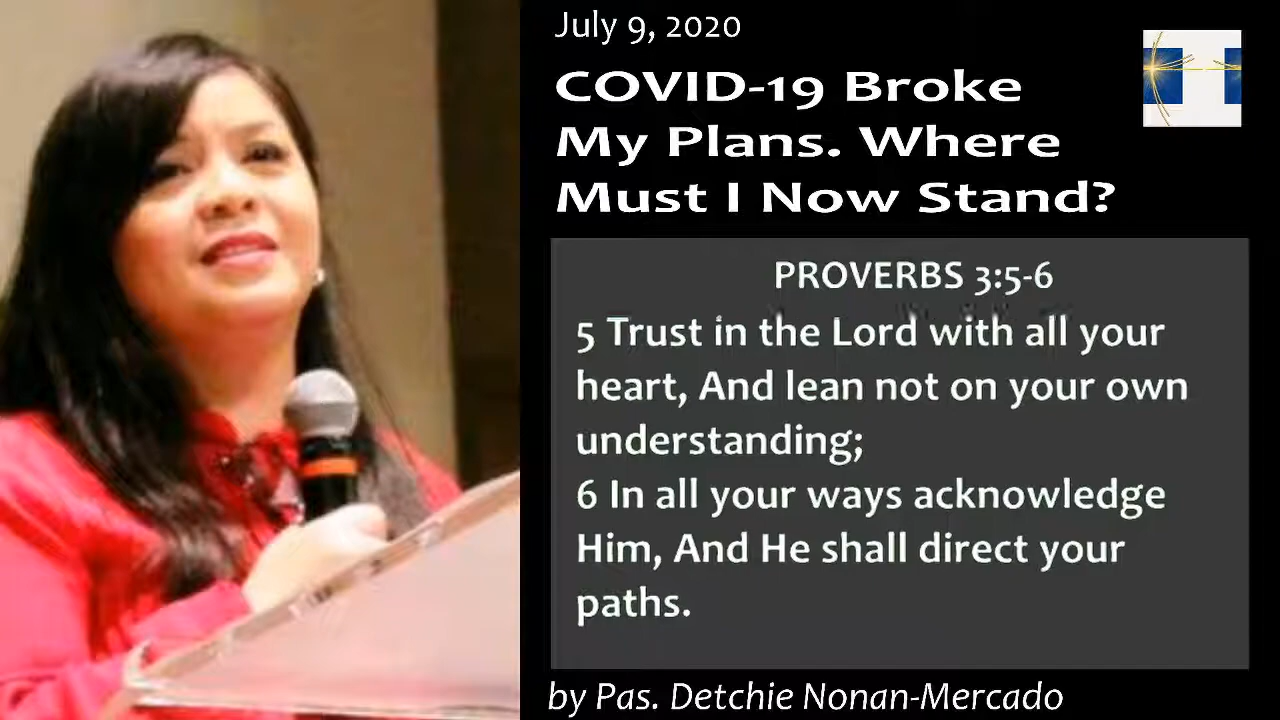 July 9, 2020
COVID-19 Broke
My Plans. Where
Must I Now Stand?
PROVERBS 3:5-6
5 Trust in the Lord with all your
heart, And lean not on your own
understanding;
6 In all your ways acknowledge
Him, And He shall direct your
paths.
by Pas. Detchie Nonan-Mercado